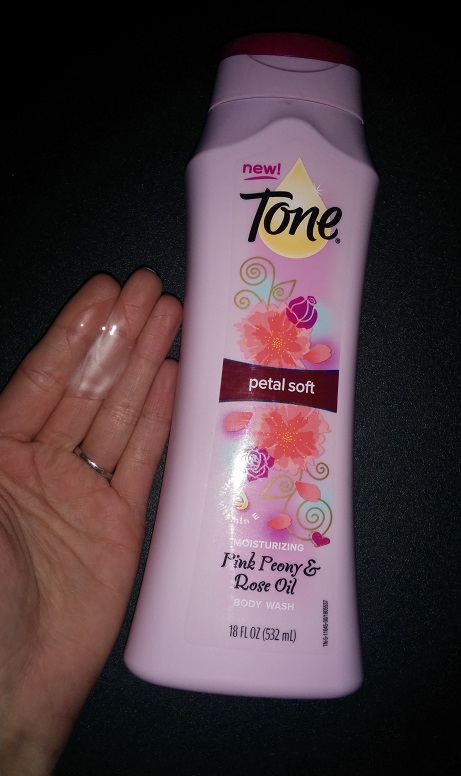 new!
Tone®
petal soft
MOISTURIZING
Pink Peony &
Rose Oil
BODY WASH
18 FL OZ (532 mL)